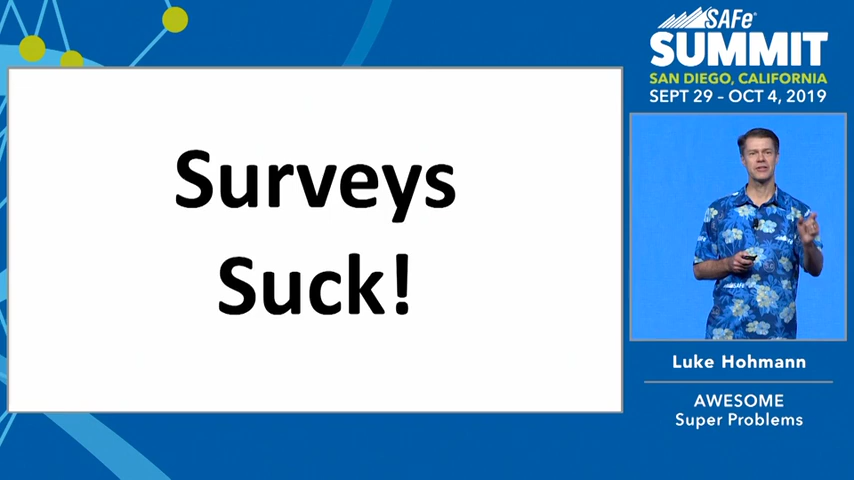 Surveys
Suck!
SAFe®
SUMMIT
SAN DIEGO, CALIFORNIA
SEPT 29 – OCT 4, 2019
Luke Hohmann
AWESOME
Super Problems